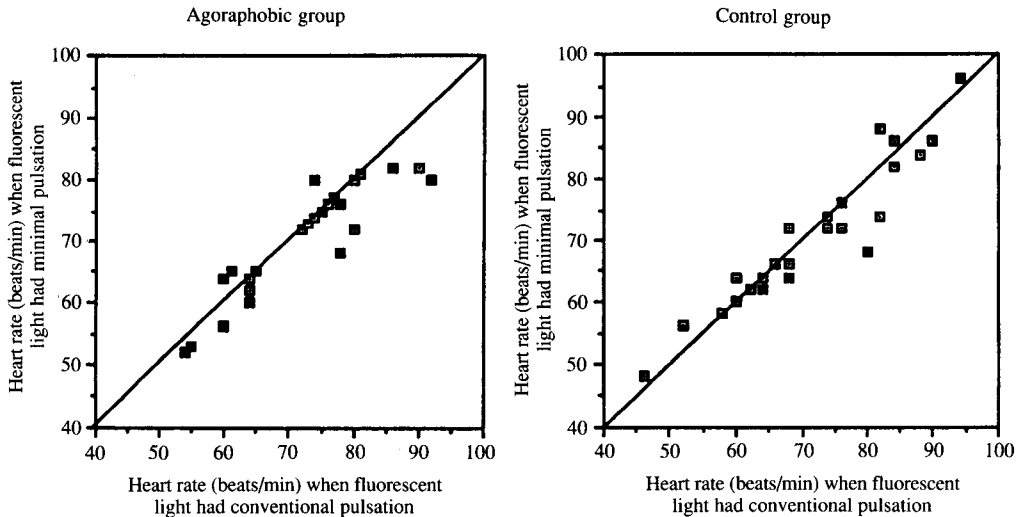 Agoraphobic group
Heart rate (beats/min) when fluorescent
light had minimal pulsation
100
90
80
70
60
50
40
40 50 60 70 80 90 100
Heart rate (beats/min) when fluorescent
light had conventional pulsation
Control group
Heart rate (beats/min) when fluorescent
light had minimal pulsation
100
90
80
70
60
50
40
40 50 60 70 80 90 100
Heart rate (beats/min) when fluorescent
light had conventional pulsation